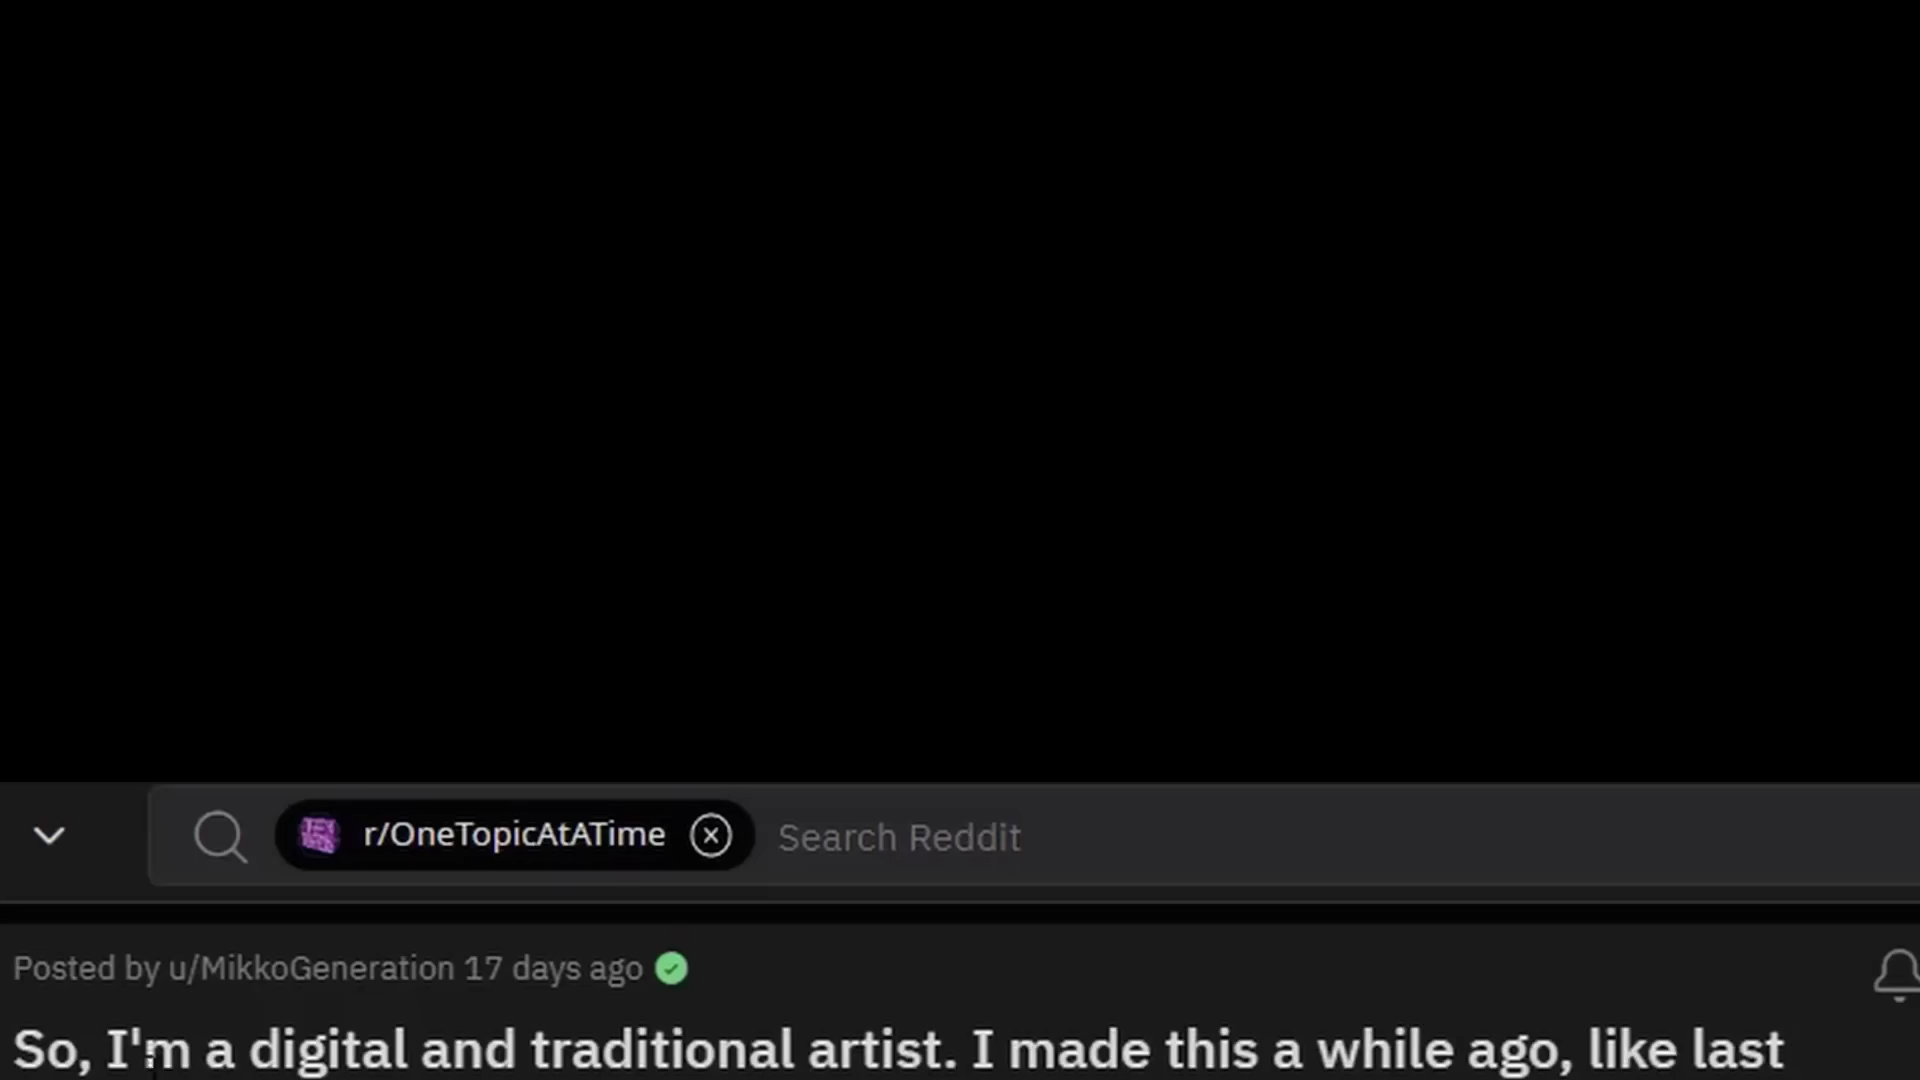 r/OneTopicAtATime Search Reddit
Posted by u/MikkoGeneration 17 days ago
So, I'm a digital and traditional artist. I made this a while ago, like last